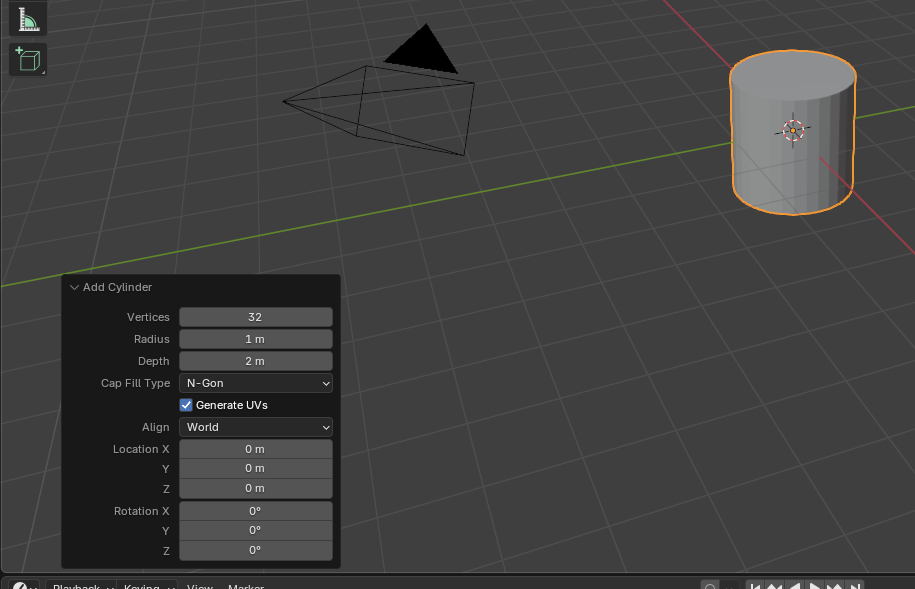 Add Cylinder
Vertices 32
Radius 1 m
Depth 2 m
Cap Fill Type N-Gon
Generate UVs
Align World
Location X 0 m
Y 0 m
Z 0 m
Rotation X 0°
Y 0°
Z 0°
Playback Keying View Marker